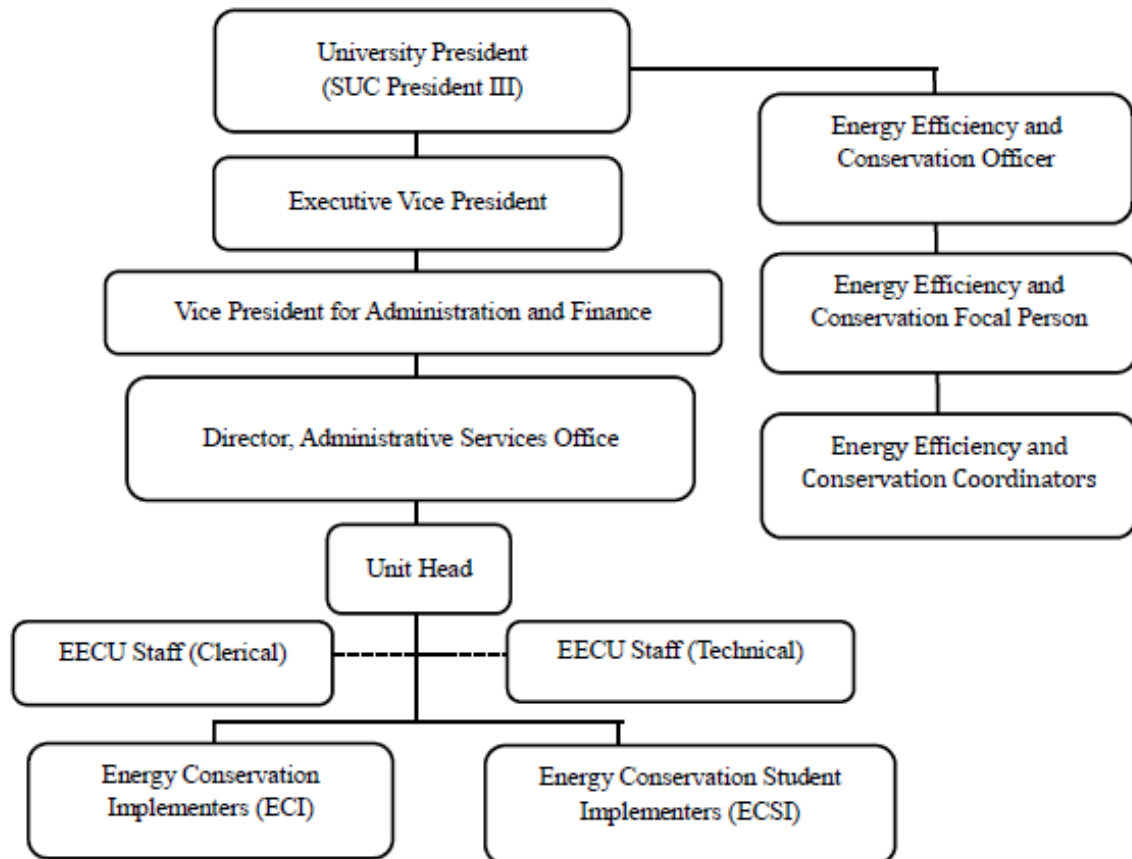 University President
(SUC President III)
Energy Efficiency and
Conservation Officer
Executive Vice President
Energy Efficiency and
Conservation Focal Person
Vice President for Administration and Finance
Director, Administrative Services Office
Energy Efficiency and
Conservation Coordinators
Unit Head
EECU Staff (Clerical)
EECU Staff (Technical)
Energy Conservation
Implementers (ECI)
Energy Conservation Student
Implementers (ECSI)